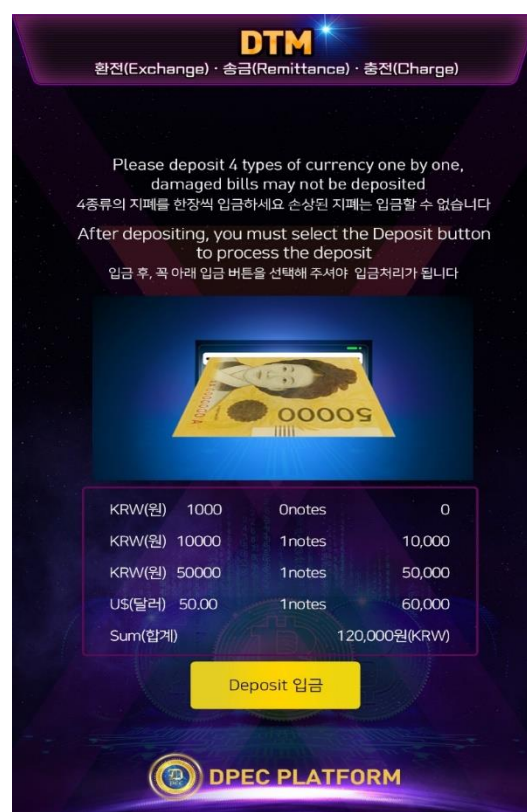 DTM
환전(Exchange) · 송금(Remittance) · 충전(Charge)
Please deposit 4 types of currency one by one,
damaged bills may not be deposited
4종류의 지폐를 한장씩 입금하세요 손상된 지폐는 입금할 수 없습니다
After depositing, you must select the Deposit button
to process the deposit
입금 후, 꼭 아래 입금 버튼을 선택해 주셔야 입금처리가 됩니다
50000
KRW(원) 1000 0notes 0
KRW(원) 10000 1notes 10,000
KRW(원) 50000 1notes 50,000
U$(달러) 50.00 1notes 60,000
Sum(합계) 120,000원(KRW)
Deposit 입금
DPEC PLATFORM